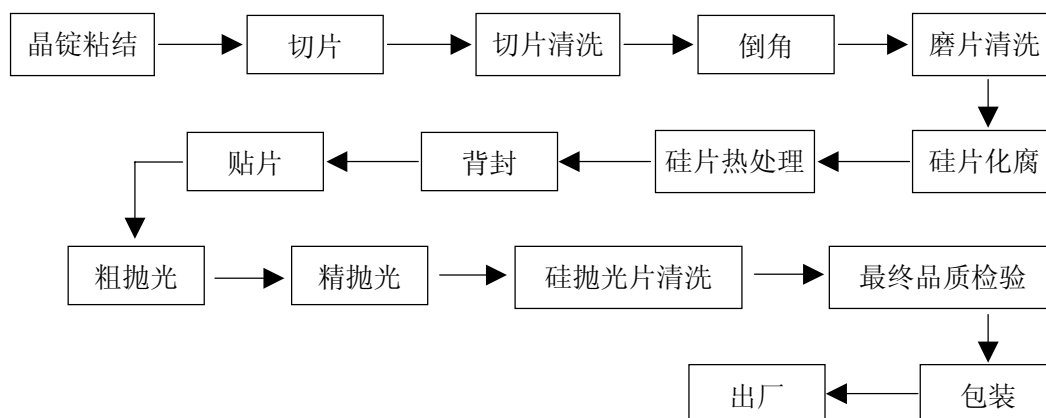 晶锭粘结
切片
切片清洗
倒角
磨片清洗
硅片化腐
硅片热处理
背封
贴片
粗抛光
精抛光
硅抛光片清洗
最终品质检验
包装
出厂